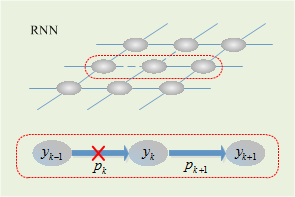 RNN
y_{k-1} y_k y_{k+1}
p_k p_{k+1}